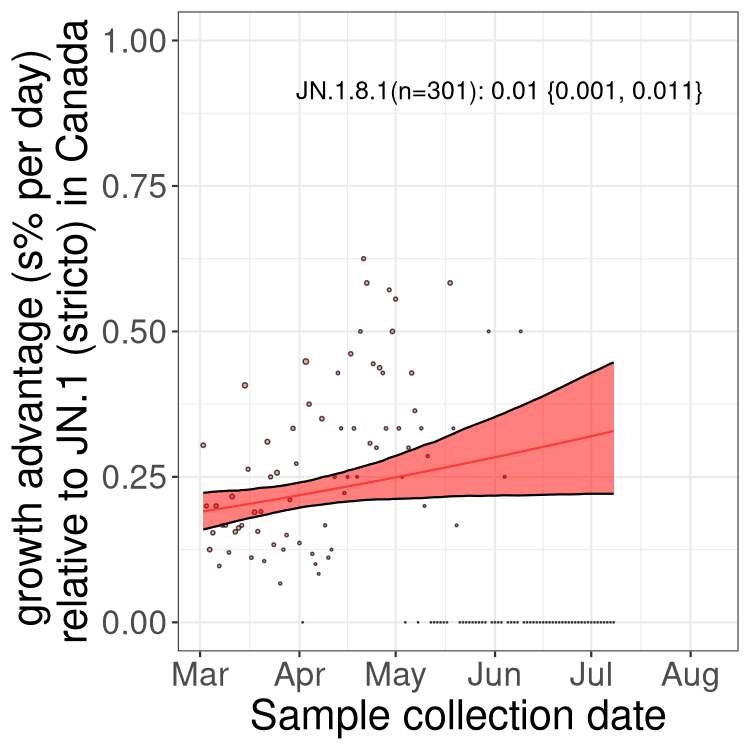 growth advantage (s% per day)
relative to JN.1 (stricto) in Canada
1.00
0.75
0.50
0.25
0.00
JN.1.8.1(n=301): 0.01 {0.001, 0.011}
Mar Apr May Jun Jul Aug
Sample collection date